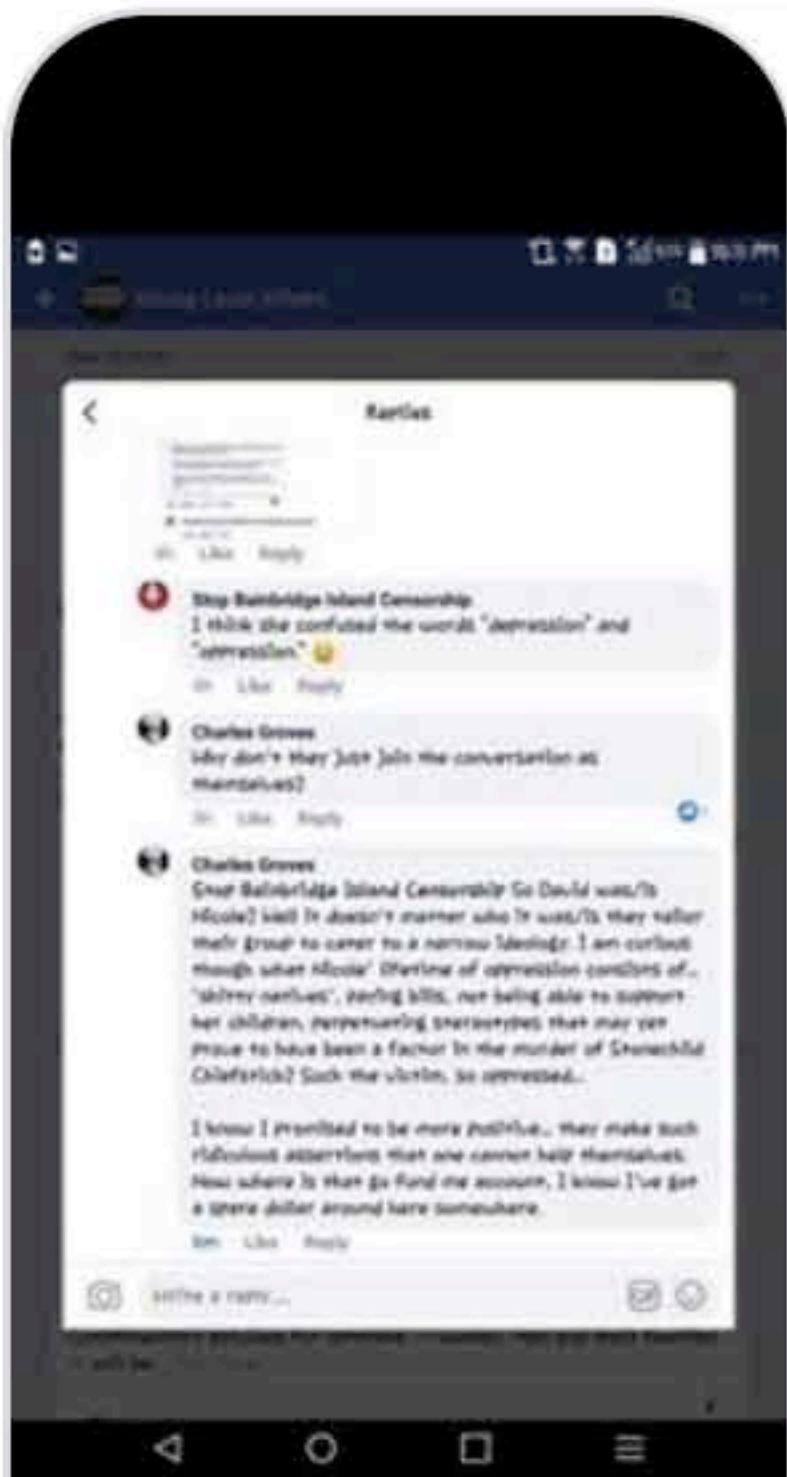 Replies
Like Reply
Stop Bainbridge Island Censorship
I think she confused the words "depression" and
"oppression"
Like Reply
Charles Groves
Why don't they just join the conversation as
themselves?
Like Reply
Charles Groves
Stop Bainbridge Island Censorship So David was/is
Nicole? Well it doesn't matter who it was/is they tailor
their group to cater to a narrow ideology. I am curious
though what Nicole' lifetime of oppression consists of..
'shitty natives', paying bills, not being able to support
her children, perpetuating stereotypes that may yet
prove to have been a factor in the murder of Stonechild
Chiefstick? Such the victim, so oppressed..
I know I promised to be more positive.. they make such
ridiculous assertions that one cannot help themselves.
Now where is that go fund me account, I know I've got
a spare dollar around here somewhere.
Like Reply
Write a reply...
GIF
will be